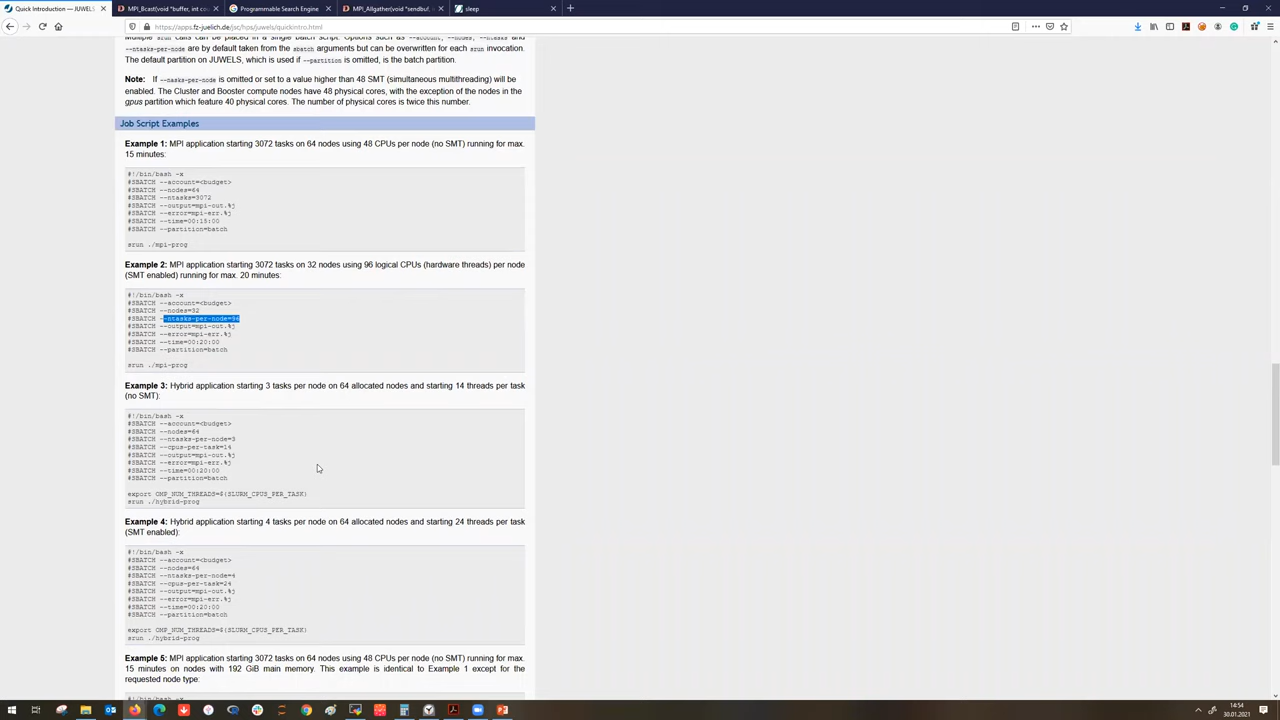 Quick Introduction — JUWELS
MPI_Bcast(void *buffer, int co
Programmable Search Engine
MPI_Allgather(void *sendbuf, i
sleep
https://apps.fz-juelich.de/jsc/hps/juwels/quickintro.html
Multiple srun calls can be placed in a single batch script. Options such as --account, --nodes, --ntasks and
--ntasks-per-node are by default taken from the sbatch arguments but can be overwritten for each srun invocation.
The default partition on JUWELS, which is used if --partition is omitted, is the batch partition.
Note: If --nasks-per-node is omitted or set to a value higher than 48 SMT (simultaneous multithreading) will be
enabled. The Cluster and Booster compute nodes have 48 physical cores, with the exception of the nodes in the
gpus partition which feature 40 physical cores. The number of physical cores is twice this number.
Job Script Examples
Example 1: MPI application starting 3072 tasks on 64 nodes using 48 CPUs per node (no SMT) running for max.
15 minutes:
#!/bin/bash -x
#SBATCH --account=<budget>
#SBATCH --nodes=64
#SBATCH --ntasks=3072
#SBATCH --output=mpi-out.%j
#SBATCH --error=mpi-err.%j
#SBATCH --time=00:15:00
#SBATCH --partition=batch
srun ./mpi-prog
Example 2: MPI application starting 3072 tasks on 32 nodes using 96 logical CPUs (hardware threads) per node
(SMT enabled) running for max. 20 minutes:
#!/bin/bash -x
#SBATCH --account=<budget>
#SBATCH --nodes=32
#SBATCH --ntasks-per-node=96
#SBATCH --output=mpi-out.%j
#SBATCH --error=mpi-err.%j
#SBATCH --time=00:20:00
#SBATCH --partition=batch
srun ./mpi-prog
Example 3: Hybrid application starting 3 tasks per node on 64 allocated nodes and starting 14 threads per task
(no SMT):
#!/bin/bash -x
#SBATCH --account=<budget>
#SBATCH --nodes=64
#SBATCH --ntasks-per-node=3
#SBATCH --cpus-per-task=14
#SBATCH --output=mpi-out.%j
#SBATCH --error=mpi-err.%j
#SBATCH --time=00:20:00
#SBATCH --partition=batch
export OMP_NUM_THREADS=${SLURM_CPUS_PER_TASK}
srun ./hybrid-prog
Example 4: Hybrid application starting 4 tasks per node on 64 allocated nodes and starting 24 threads per task
(SMT enabled):
#!/bin/bash -x
#SBATCH --account=<budget>
#SBATCH --nodes=64
#SBATCH --ntasks-per-node=4
#SBATCH --cpus-per-task=24
#SBATCH --output=mpi-out.%j
#SBATCH --error=mpi-err.%j
#SBATCH --time=00:20:00
#SBATCH --partition=batch
export OMP_NUM_THREADS=${SLURM_CPUS_PER_TASK}
srun ./hybrid-prog
Example 5: MPI application starting 3072 tasks on 64 nodes using 48 CPUs per node (no SMT) running for max.
15 minutes on nodes with 192 GiB main memory. This example is identical to Example 1 except for the
requested node type:
14:54
30.01.2021